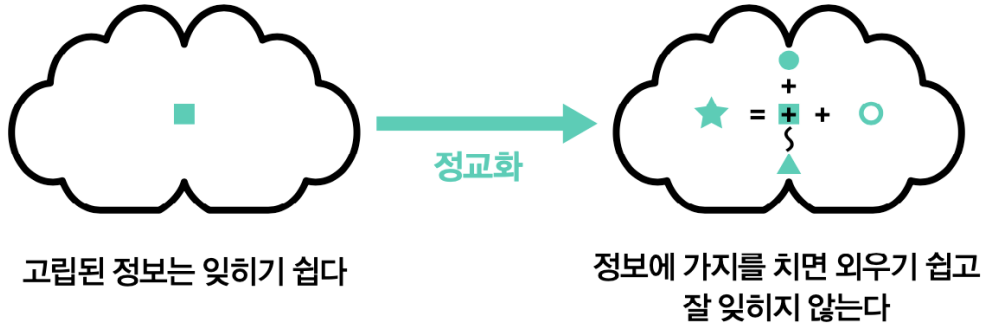 정교화
고립된 정보는 잊히기 쉽다
정보에 가지를 치면 외우기 쉽고
잘 잊히지 않는다